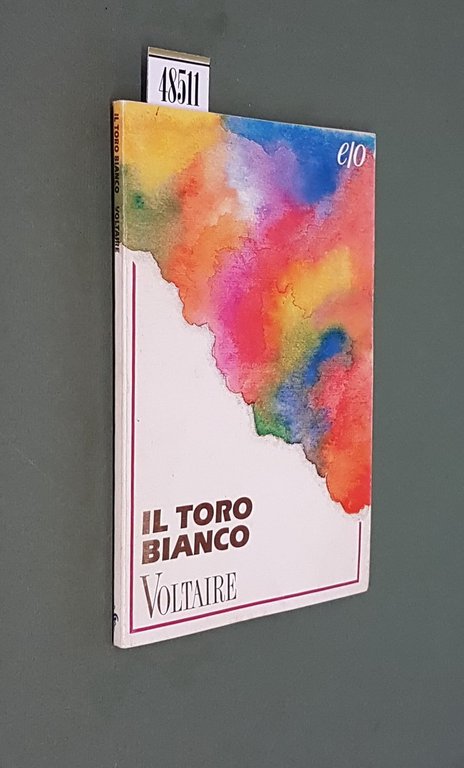 48511
IL TORO BIANCO VOLTAIRE
e/o
IL TORO
BIANCO
VOLTAIRE